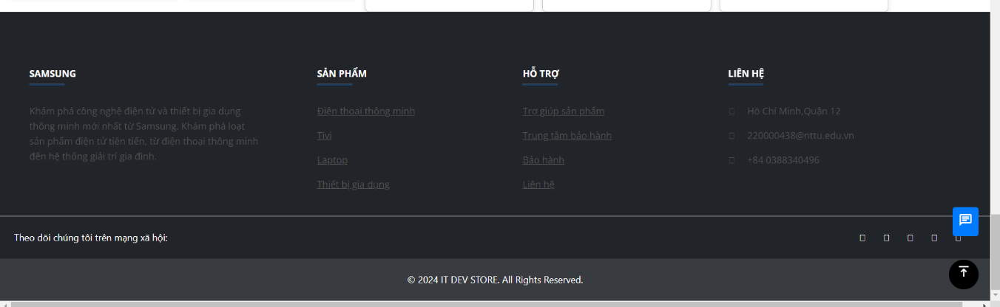 SAMSUNG
Khám phá công nghệ điện tử và thiết bị gia dụng
thông minh mới nhất từ Samsung. Khám phá loạt
sản phẩm điện tử tiên tiến, từ điện thoại thông minh
đến hệ thống giải trí gia đình.
SẢN PHẨM
Điện thoại thông minh
Tivi
Laptop
Thiết bị gia dụng
HỖ TRỢ
Trợ giúp sản phẩm
Trung tâm bảo hành
Bảo hành
Liên hệ
LIÊN HỆ
Hồ Chí Minh,Quận 12
220000438@nttu.edu.vn
+84 0388340496
Theo dõi chúng tôi trên mạng xã hội:
© 2024 IT DEV STORE. All Rights Reserved.